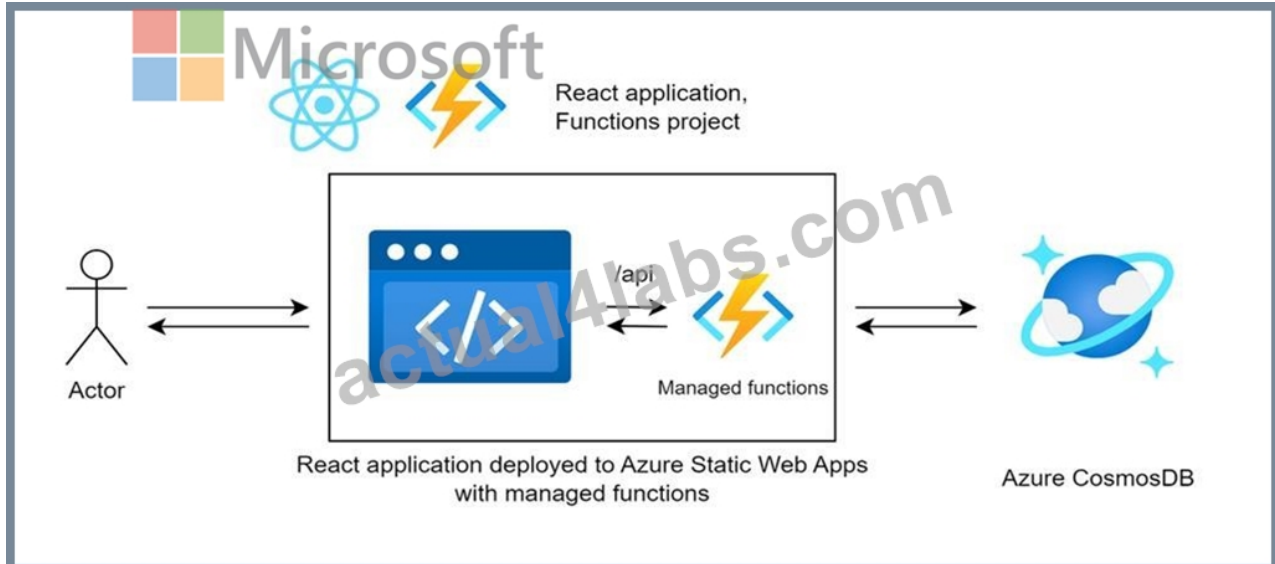 Microsoft
React application,
Functions project
actual4labs.com
/api
Managed functions
Actor
React application deployed to Azure Static Web Apps
with managed functions
Azure CosmosDB